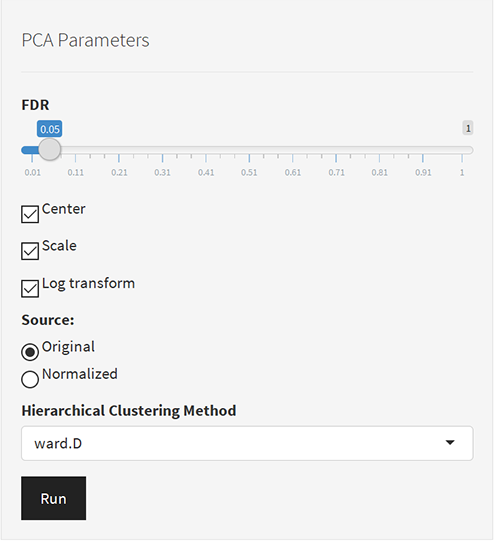 PCA Parameters
FDR
0.05 1
0.01 0.11 0.21 0.31 0.41 0.51 0.61 0.71 0.81 0.91 1
Center
Scale
Log transform
Source:
Original
Normalized
Hierarchical Clustering Method
ward.D
Run